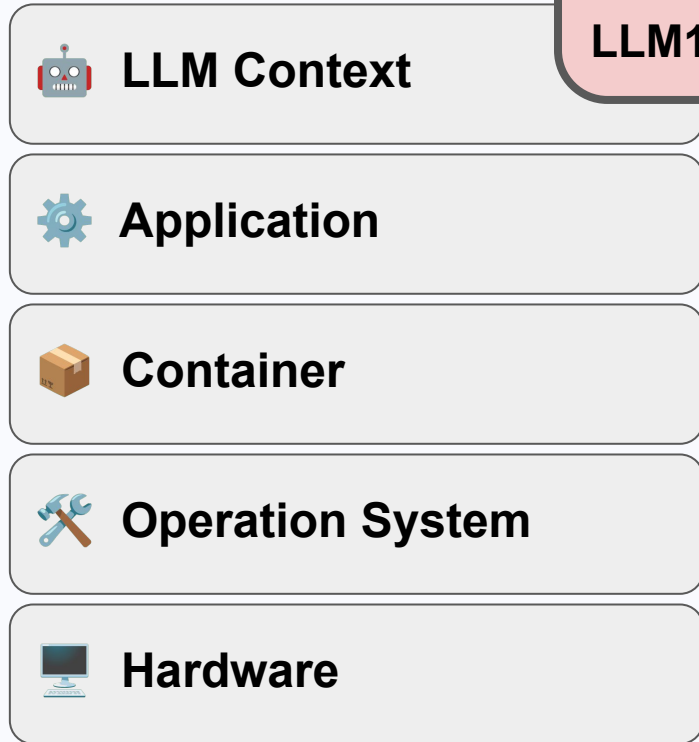 LLM1
LLM Context
Application
Container
Operation System
Hardware